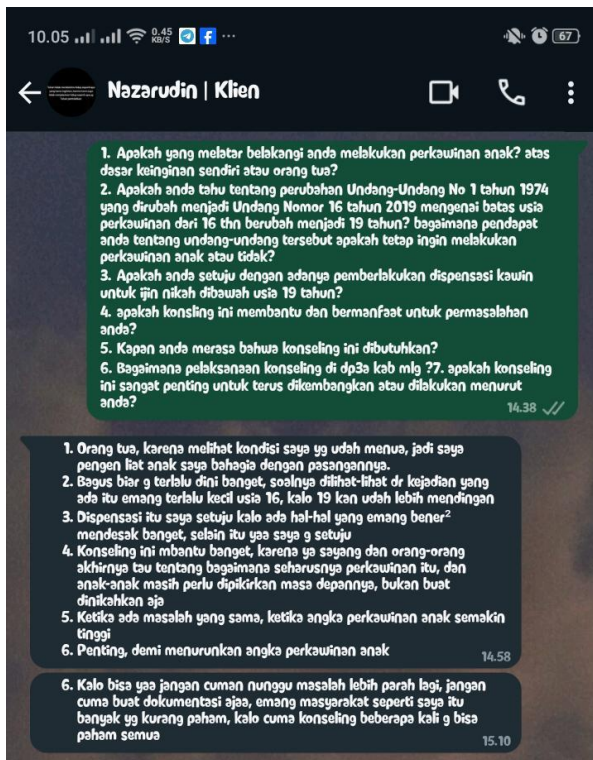 10.05 0.45 KB/S ... 67
Nazarudin | Klien
1. Apakah yang melatar belakangi anda melakukan perkawinan anak? atas
dasar keinginan sendiri atau orang tua?
2. Apakah anda tahu tentang perubahan Undang-Undang No 1 tahun 1974
yang dirubah menjadi Undang Nomor 16 tahun 2019 mengenai batas usia
perkawinan dari 16 thn berubah menjadi 19 tahun? bagaimana pendapat
anda tentang undang-undang tersebut apakah tetap ingin melakukan
perkawinan anak atau tidak?
3. Apakah anda setuju dengan adanya pemberlakukan dispensasi kawin
untuk ijin nikah dibawah usia 19 tahun?
4. apakah konsling ini membantu dan bermanfaat untuk permasalahan
anda?
5. Kapan anda merasa bahwa konseling ini dibutuhkan?
6. Bagaimana pelaksanaan konseling di dp3a kab mlg ?7. apakah konseling
ini sangat penting untuk terus dikembangkan atau dilakukan menurut
anda?
14.38
1. Orang tua, karena melihat kondisi saya yg udah menua, jadi saya
pengen liat anak saya bahagia dengan pasangannya.
2. Bagus biar g terlalu dini banget, soalnya dilihat-lihat dr kejadian yang
ada itu emang terlalu kecil usia 16, kalo 19 kan udah lebih mendingan
3. Dispensasi itu saya setuju kalo ada hal-hal yang emang bener²
mendesak banget, selain itu yaa saya g setuju
4. Konseling ini mbantu banget, karena ya sayang dan orang-orang
akhirnya tau tentang bagaimana seharusnya perkawinan itu, dan
anak-anak masih perlu dipikirkan masa depannya, bukan buat
dinikahkan aja
5. Ketika ada masalah yang sama, ketika angka perkawinan anak semakin
tinggi
6. Penting, demi menurunkan angka perkawinan anak
14.58
6. Kalo bisa yaa jangan cuman nunggu masalah lebih parah lagi, jangan
cuma buat dokumentasi ajaa, emang masyarakat seperti saya itu
banyak yg kurang paham, kalo cuma konseling beberapa kali g bisa
paham semua
15.10